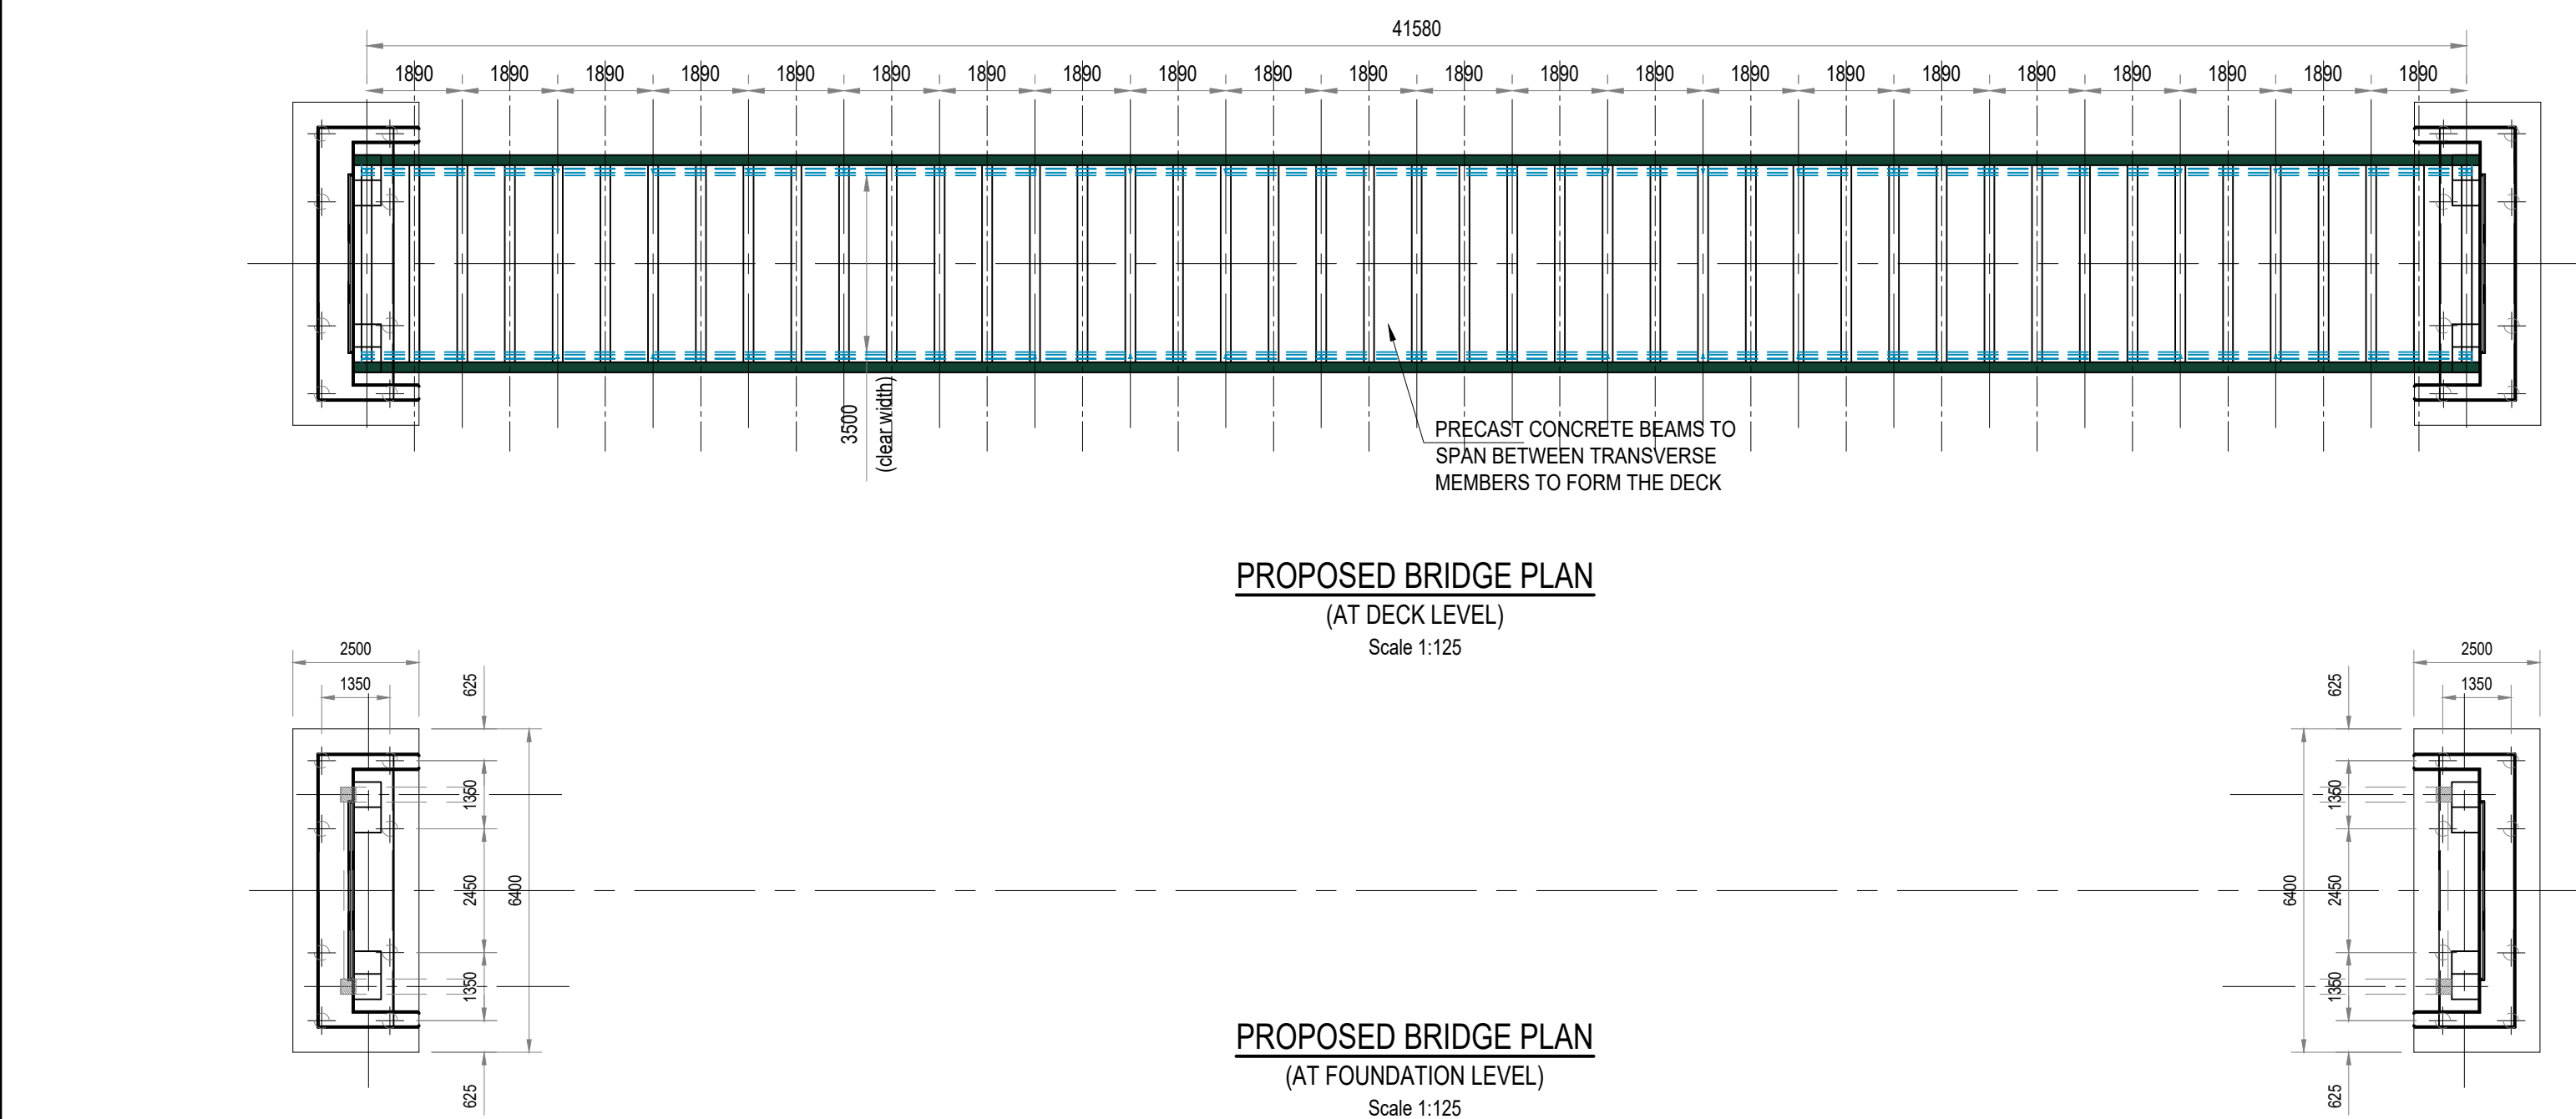 41580
1890 1890 1890 1890 1890 1890 1890 1890 1890 1890 1890 1890 1890 1890 1890 1890 1890 1890 1890 1890 1890 1890
3500
(clear width)
PRECAST CONCRETE BEAMS TO
SPAN BETWEEN TRANSVERSE
MEMBERS TO FORM THE DECK
PROPOSED BRIDGE PLAN
(AT DECK LEVEL)
Scale 1:125
2500
1350
625
1350
2450
6400
1350
625
2500
1350
625
1350
2450
6400
1350
625
PROPOSED BRIDGE PLAN
(AT FOUNDATION LEVEL)
Scale 1:125